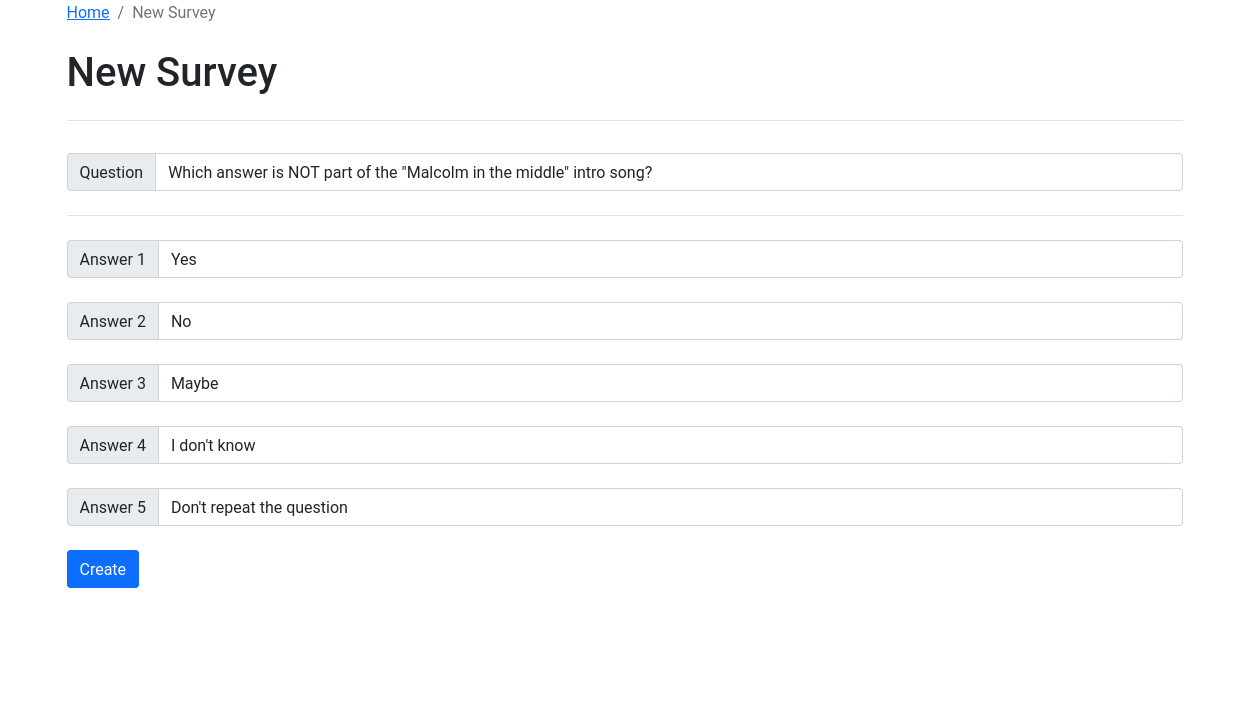 Home / New Survey
New Survey
Question Which answer is NOT part of the "Malcolm in the middle" intro song?
Answer 1 Yes
Answer 2 No
Answer 3 Maybe
Answer 4 I don't know
Answer 5 Don't repeat the question
Create